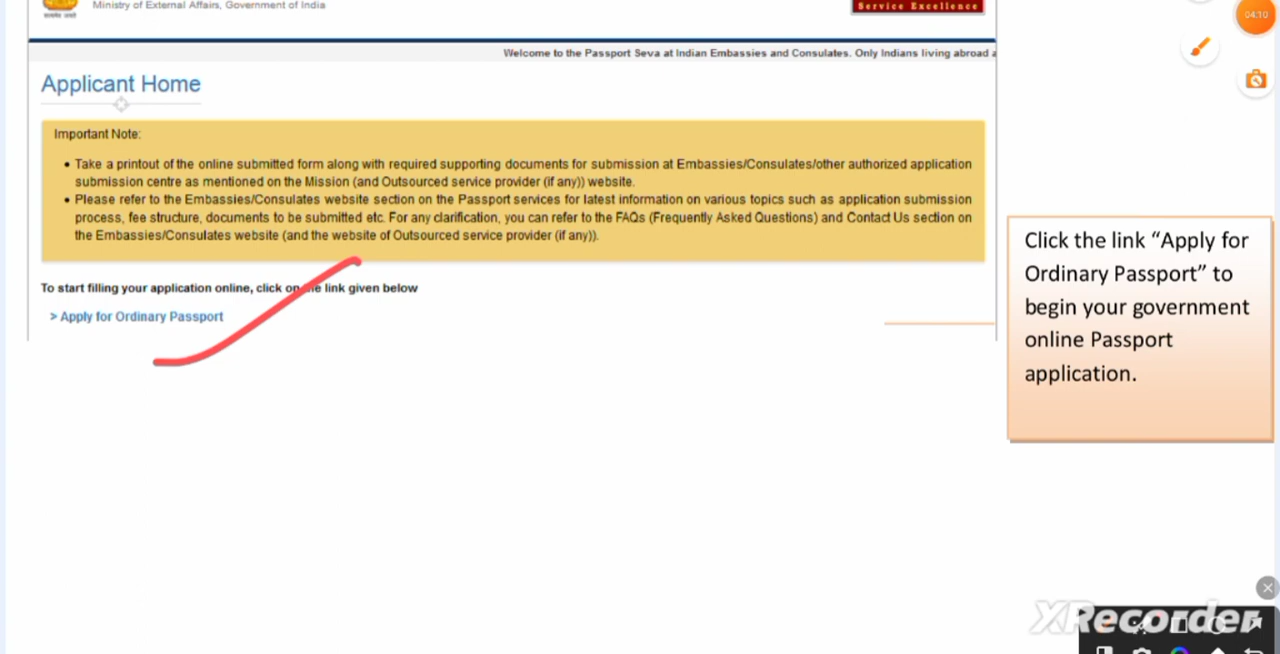 Ministry of External Affairs, Government of India
Service Excellence
04:10
Welcome to the Passport Seva at Indian Embassies and Consulates. Only Indians living abroad a
Applicant Home
Important Note:
• Take a printout of the online submitted form along with required supporting documents for submission at Embassies/Consulates/other authorized application
submission centre as mentioned on the Mission (and Outsourced service provider (if any)) website.
• Please refer to the Embassies/Consulates website section on the Passport services for latest information on various topics such as application submission
process, fee structure, documents to be submitted etc. For any clarification, you can refer to the FAQs (Frequently Asked Questions) and Contact Us section on
the Embassies/Consulates website (and the website of Outsourced service provider (if any)).
To start filling your application online, click on the link given below
> Apply for Ordinary Passport
Click the link “Apply for
Ordinary Passport” to
begin your government
online Passport
application.
XRecorder